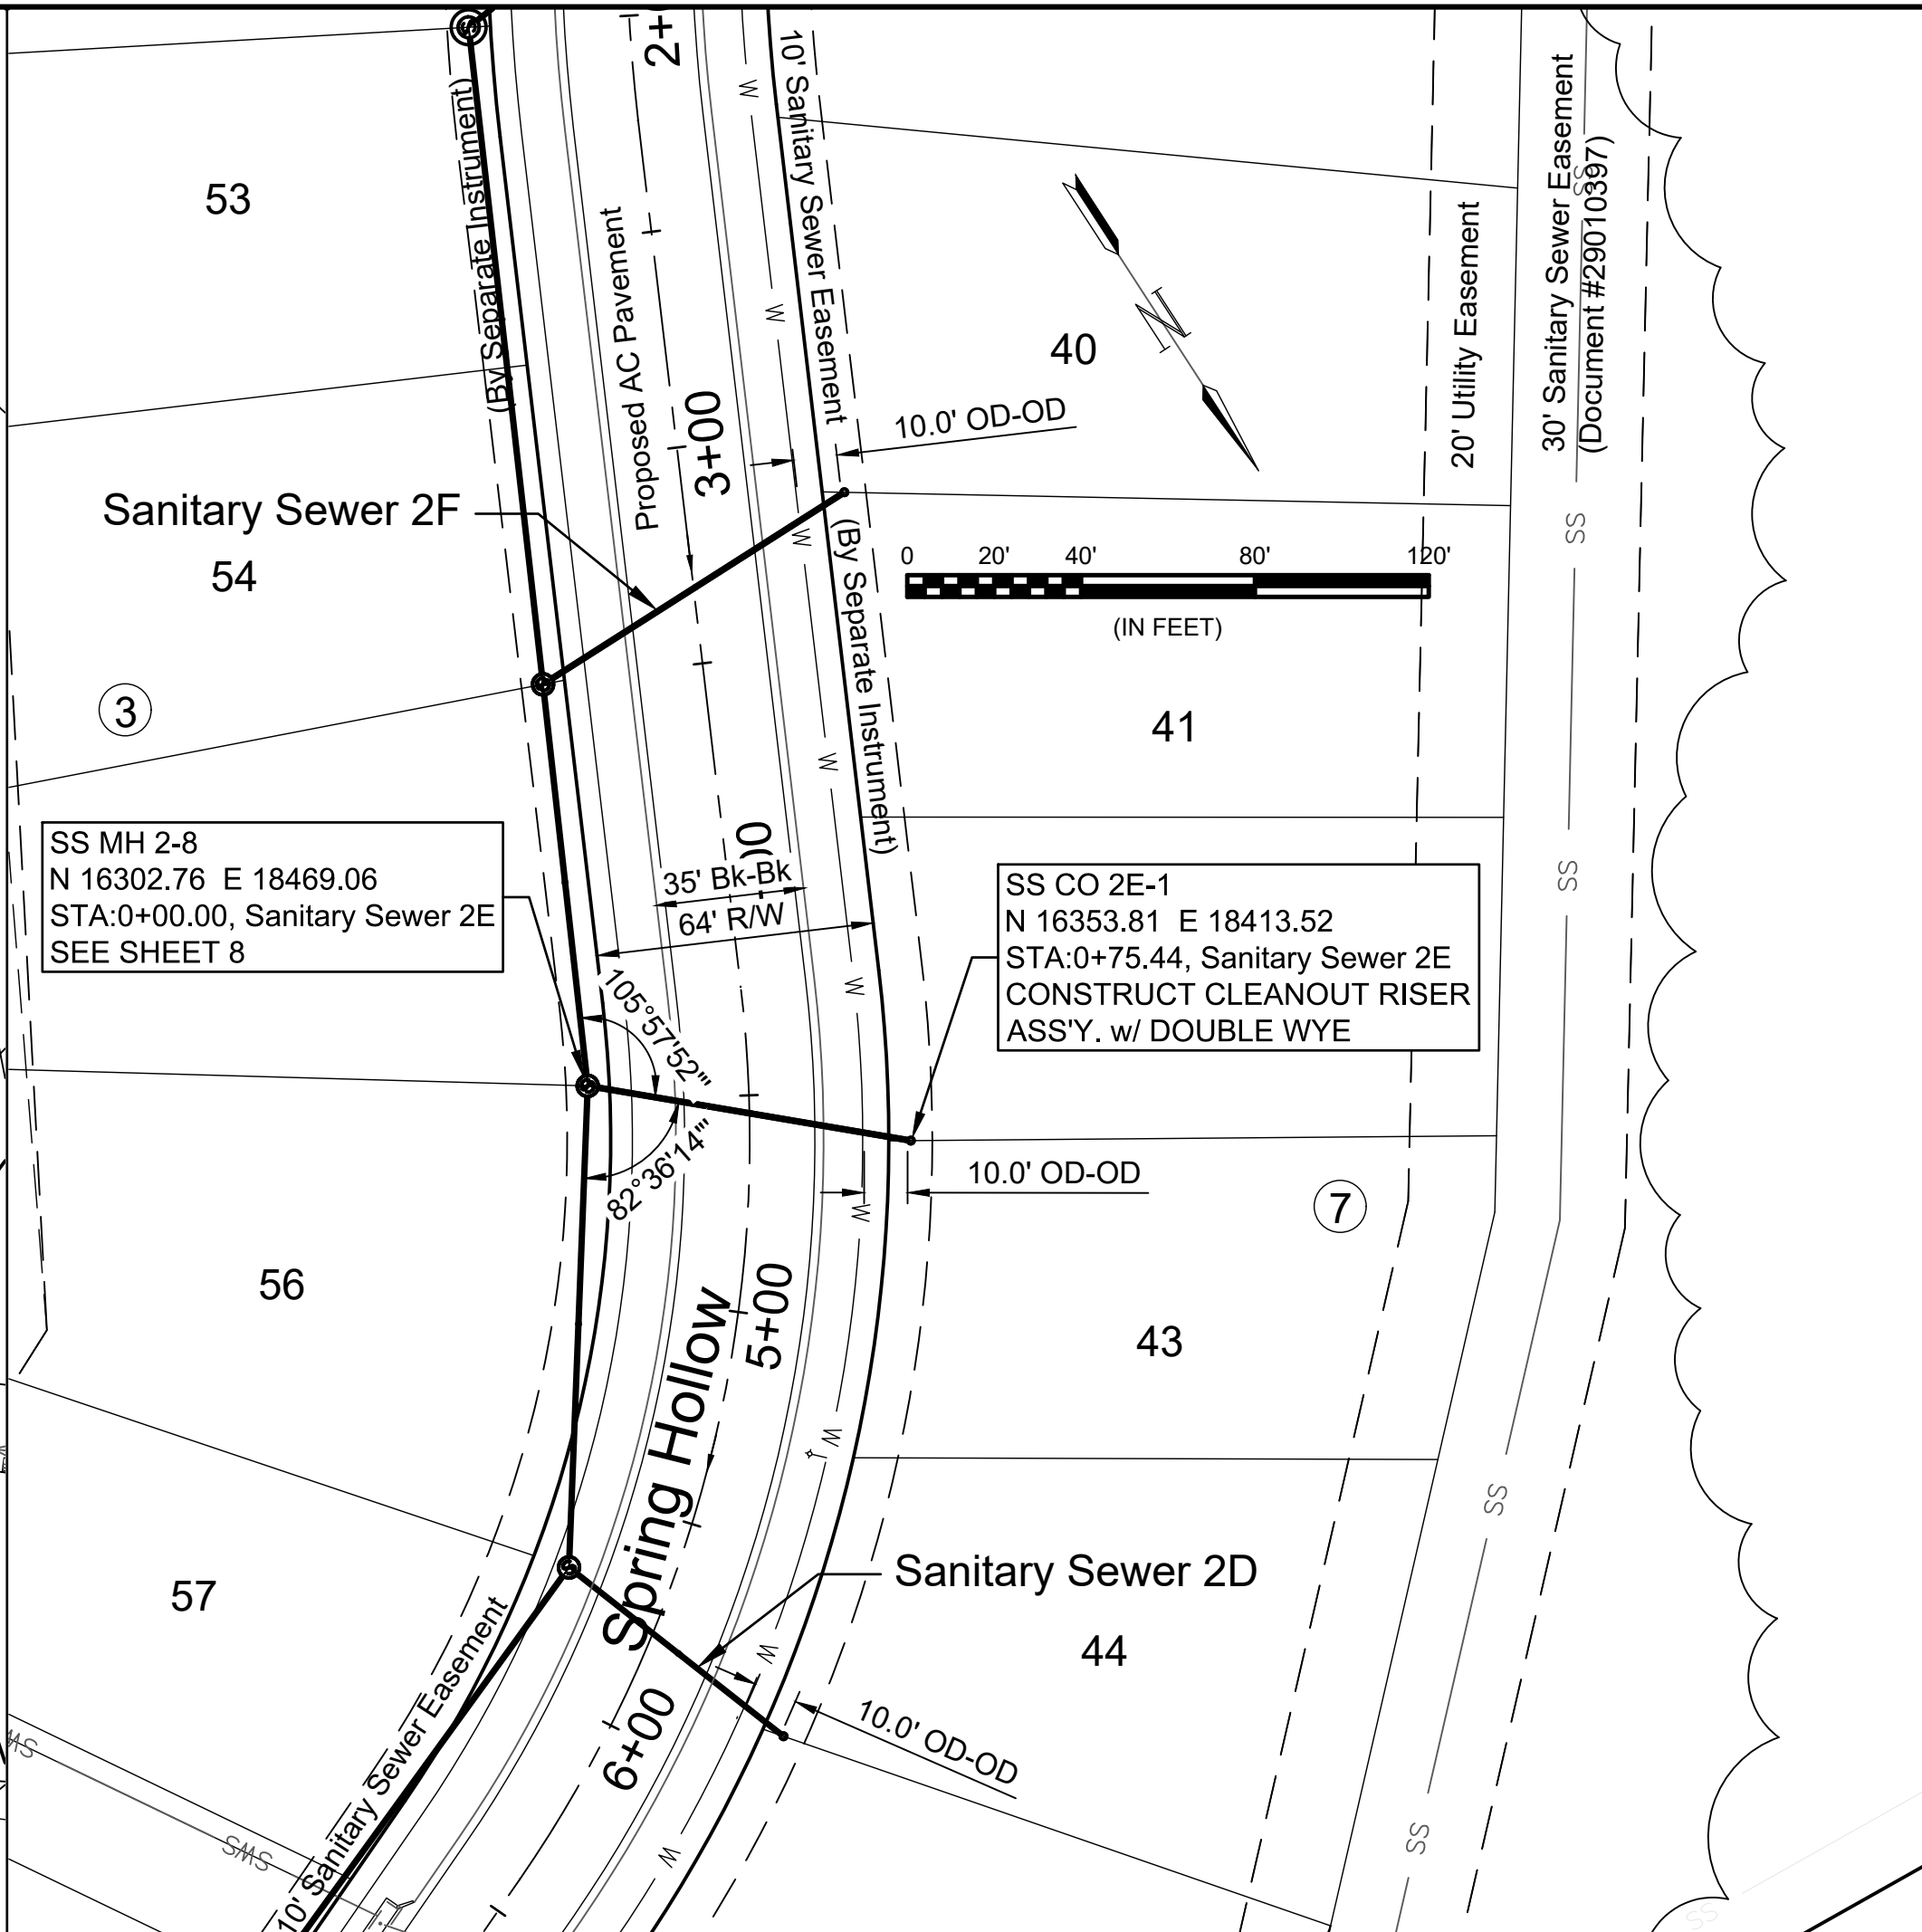 2+
(By Separate Instrument)
W
10' Sanitary Sewer Easement
30' Sanitary Sewer Easement
(Document #29010397)
SS
53
Proposed AC Pavement
20' Utility Easement
N
W
40
3+00
10.0' OD-OD
Sanitary Sewer 2F
54
W
(By Separate Instrument)
SS
0 20' 40' 80' 120'
(IN FEET)
3
41
W
SS MH 2-8
N 16302.76 E 18469.06
STA:0+00.00, Sanitary Sewer 2E
SEE SHEET 8
00
35' Bk-Bk
64' R/W
SS
SS CO 2E-1
N 16353.81 E 18413.52
STA:0+75.44, Sanitary Sewer 2E
CONSTRUCT CLEANOUT RISER
ASS'Y. w/ DOUBLE WYE
W
105°57'52"'
S
82°36'14"'
10.0' OD-OD
7
W
56
5+00
43
Spring Hollow
W
SS
S
57
Sanitary Sewer 2D
44
W
10' Sanitary Sewer Easement
6+00
10.0' OD-OD
SWS
W
SS
SS